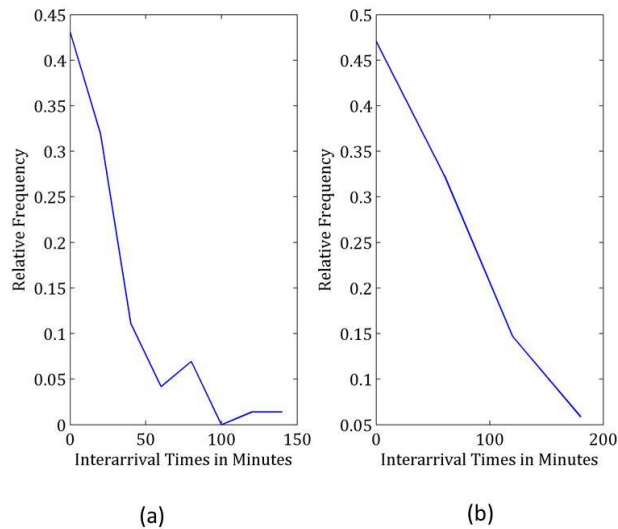 0.45
0.4
0.35
0.3
0.25
0.2
0.15
0.1
0.05
0
Relative Frequency
0 50 100 150
Interarrival Times in Minutes
(a)
0.5
0.45
0.4
0.35
0.3
0.25
0.2
0.15
0.1
0.05
Relative Frequency
0 100 200
Interarrival Times in Minutes
(b)